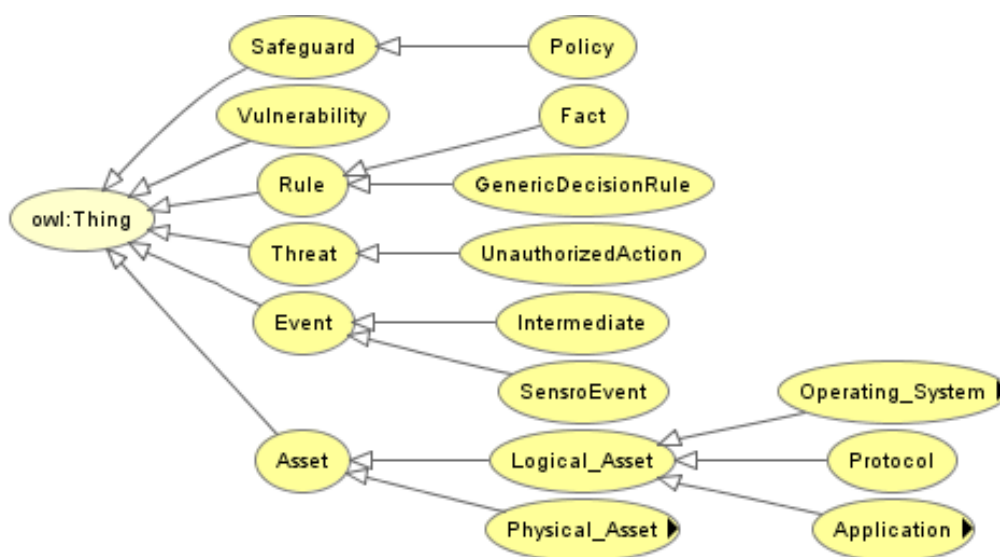 Safeguard
Policy
Vulnerability
Fact
Rule
GenericDecisionRule
owl:Thing
Threat
UnauthorizedAction
Event
Intermediate
SensroEvent
Operating_System
Asset
Logical_Asset
Protocol
Physical_Asset
Application